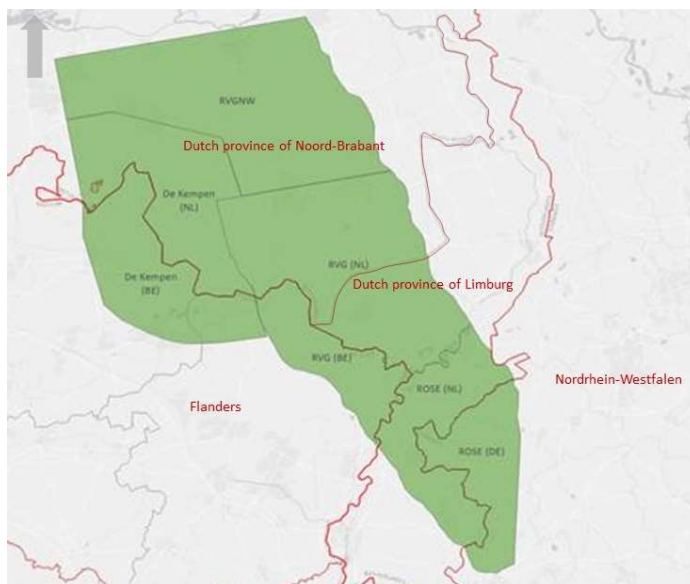 RVGNW
Dutch province of Noord-Brabant
De Kempen
(NL)
De Kempen
(BE)
RVG (NL)
Dutch province of Limburg
RVG (BE)
ROSE (NL)
Nordrhein-Westfalen
Flanders
ROSE (DE)